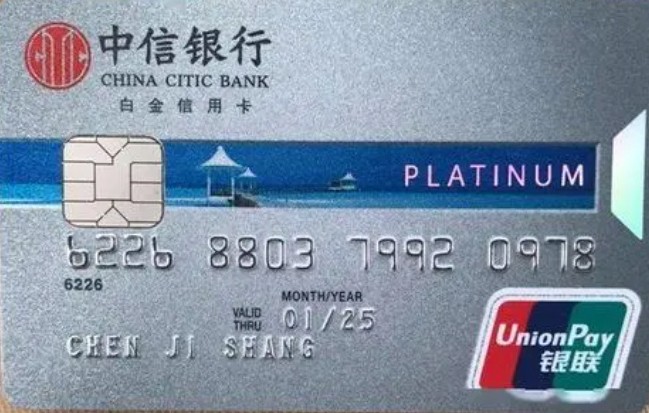 中信银行
CHINA CITIC BANK
白金信用卡
PLATINUM
6226 8803 7992 0978
6226
MONTH/YEAR
VALID THRU 01/25
CHEN JI SHANG
UnionPay
银联